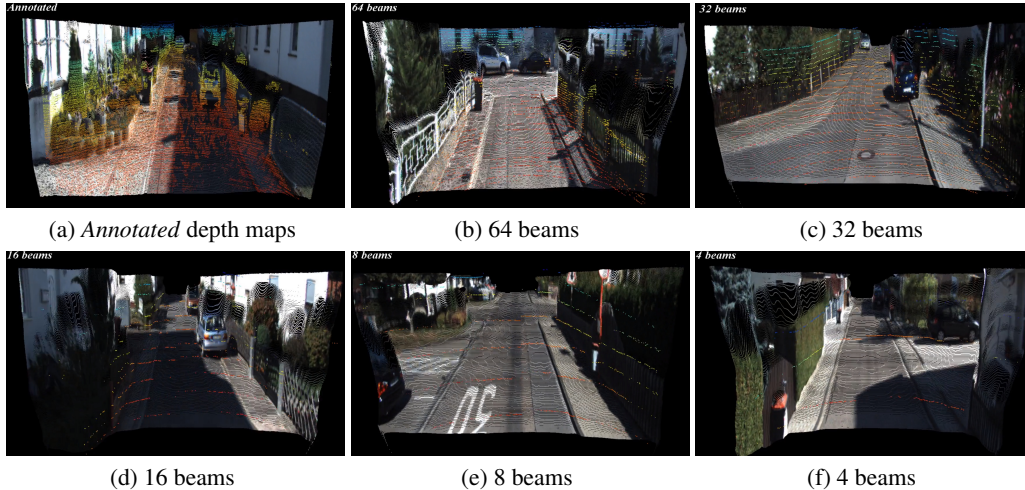 Annotated
64 beams
32 beams
(a) Annotated depth maps
(b) 64 beams
(c) 32 beams
16 beams
8 beams
4 beams
50
(d) 16 beams
(e) 8 beams
(f) 4 beams